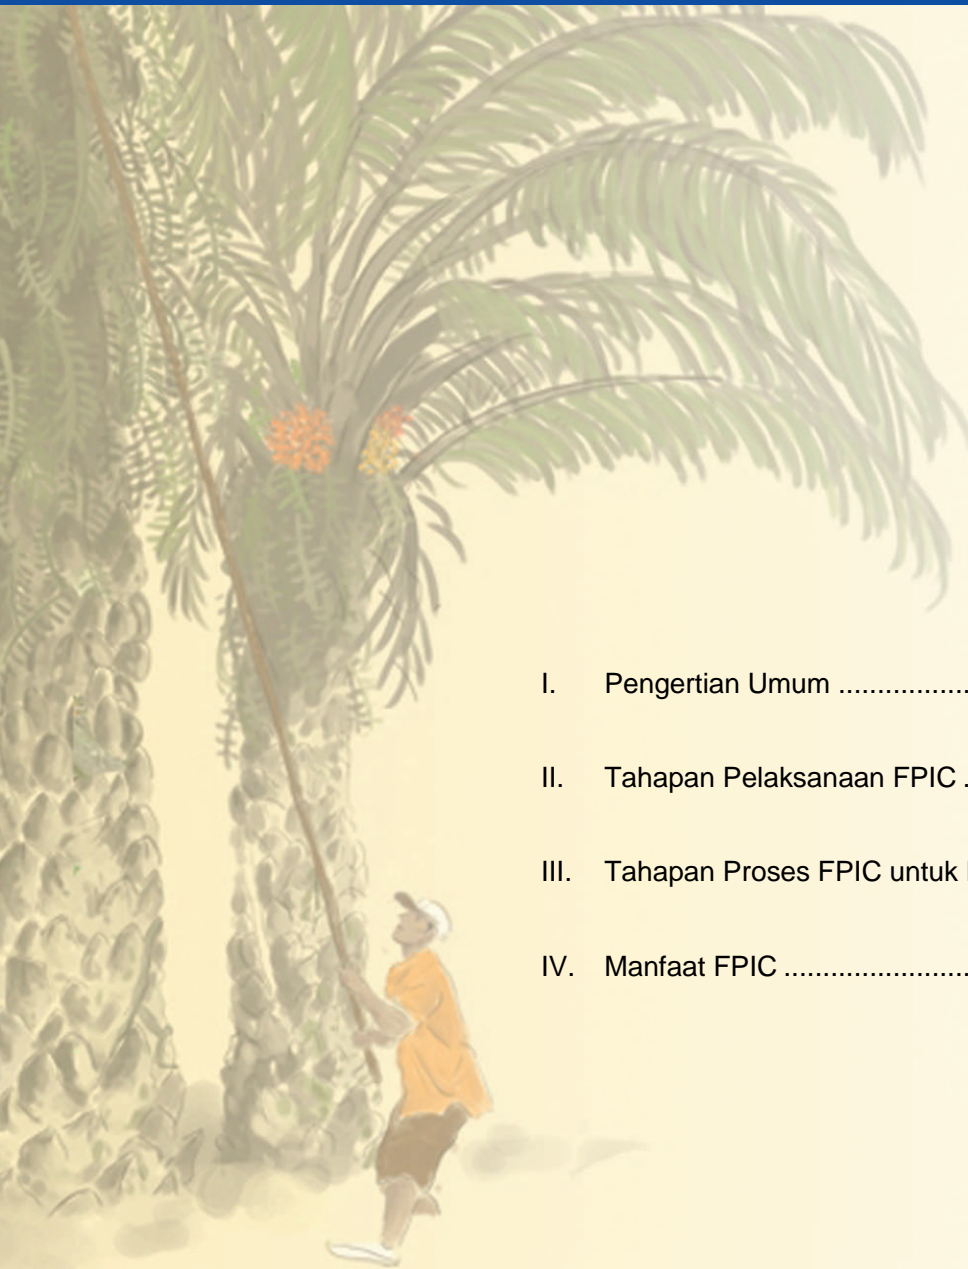 I. Pengertian Umum .................
II. Tahapan Pelaksanaan FPIC .
III. Tahapan Proses FPIC untuk
IV. Manfaat FPIC ........................